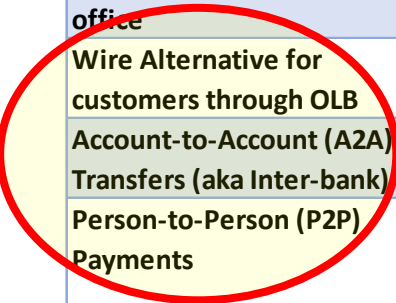 office
Wire Alternative for
customers through OLB
Account-to-Account (A2A)
Transfers (aka Inter-bank)
Person-to-Person (P2P)
Payments